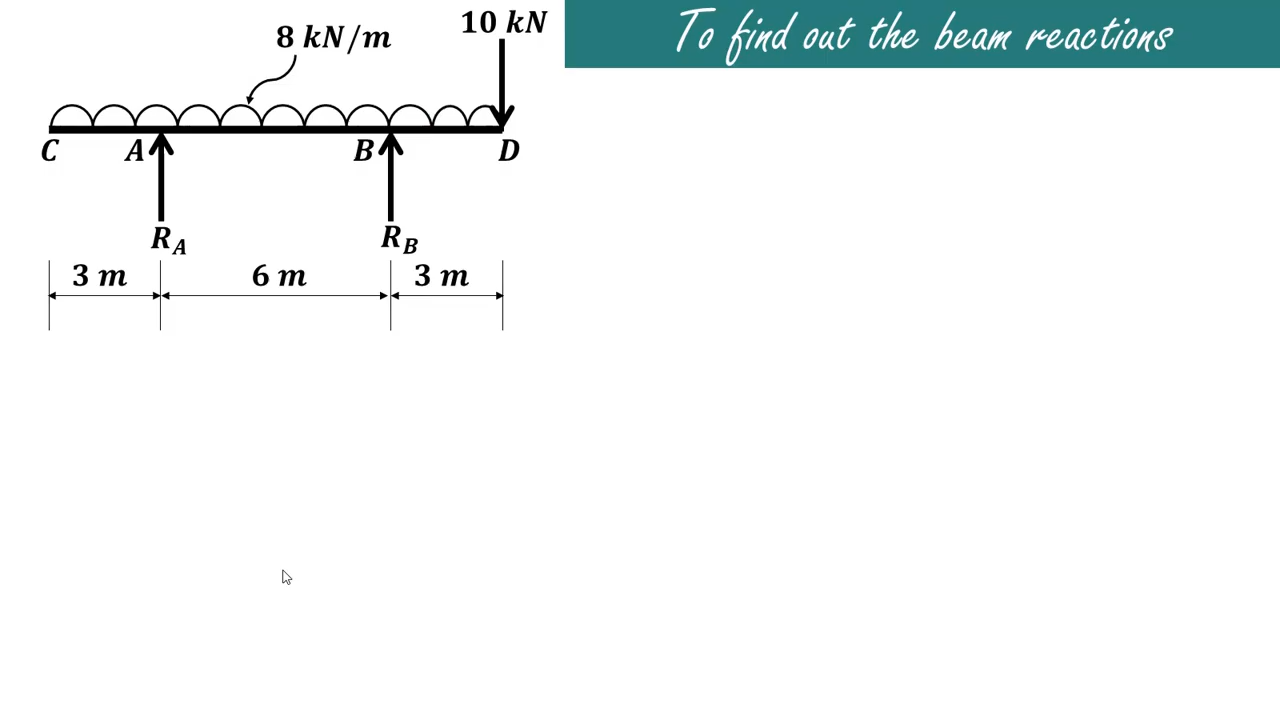 To find out the beam reactions
10 kN
8 kN/m
C A B D
R_A R_B
3 m 6 m 3 m